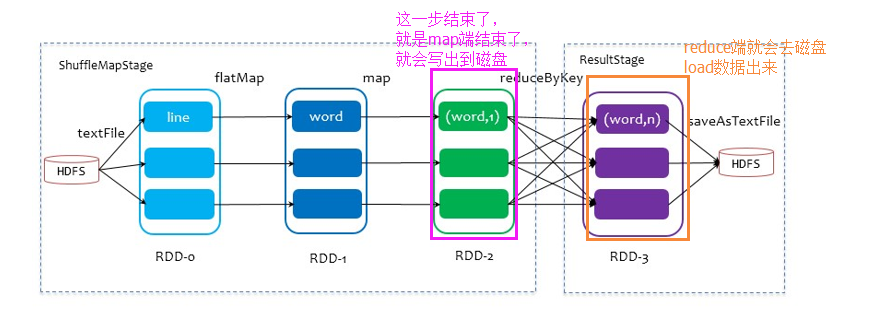 这一步结束了，
就是map端结束了，
就会写出到磁盘
reduce端就会去磁盘
load数据出来
ShuffleMapStage
ResultStage
flatMap
map
reduceByKey
textFile
line
word
(word,1)
(word,n)
saveAsTextFile
HDFS
HDFS
RDD-0
RDD-1
RDD-2
RDD-3